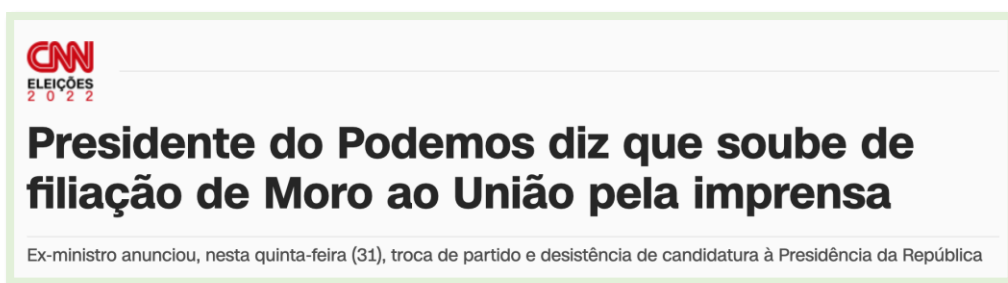 CNN
ELEIÇÕES
2022
Presidente do Podemos diz que soube de
filiação de Moro ao União pela imprensa
Ex-ministro anunciou, nesta quinta-feira (31), troca de partido e desistência de candidatura à Presidência da República